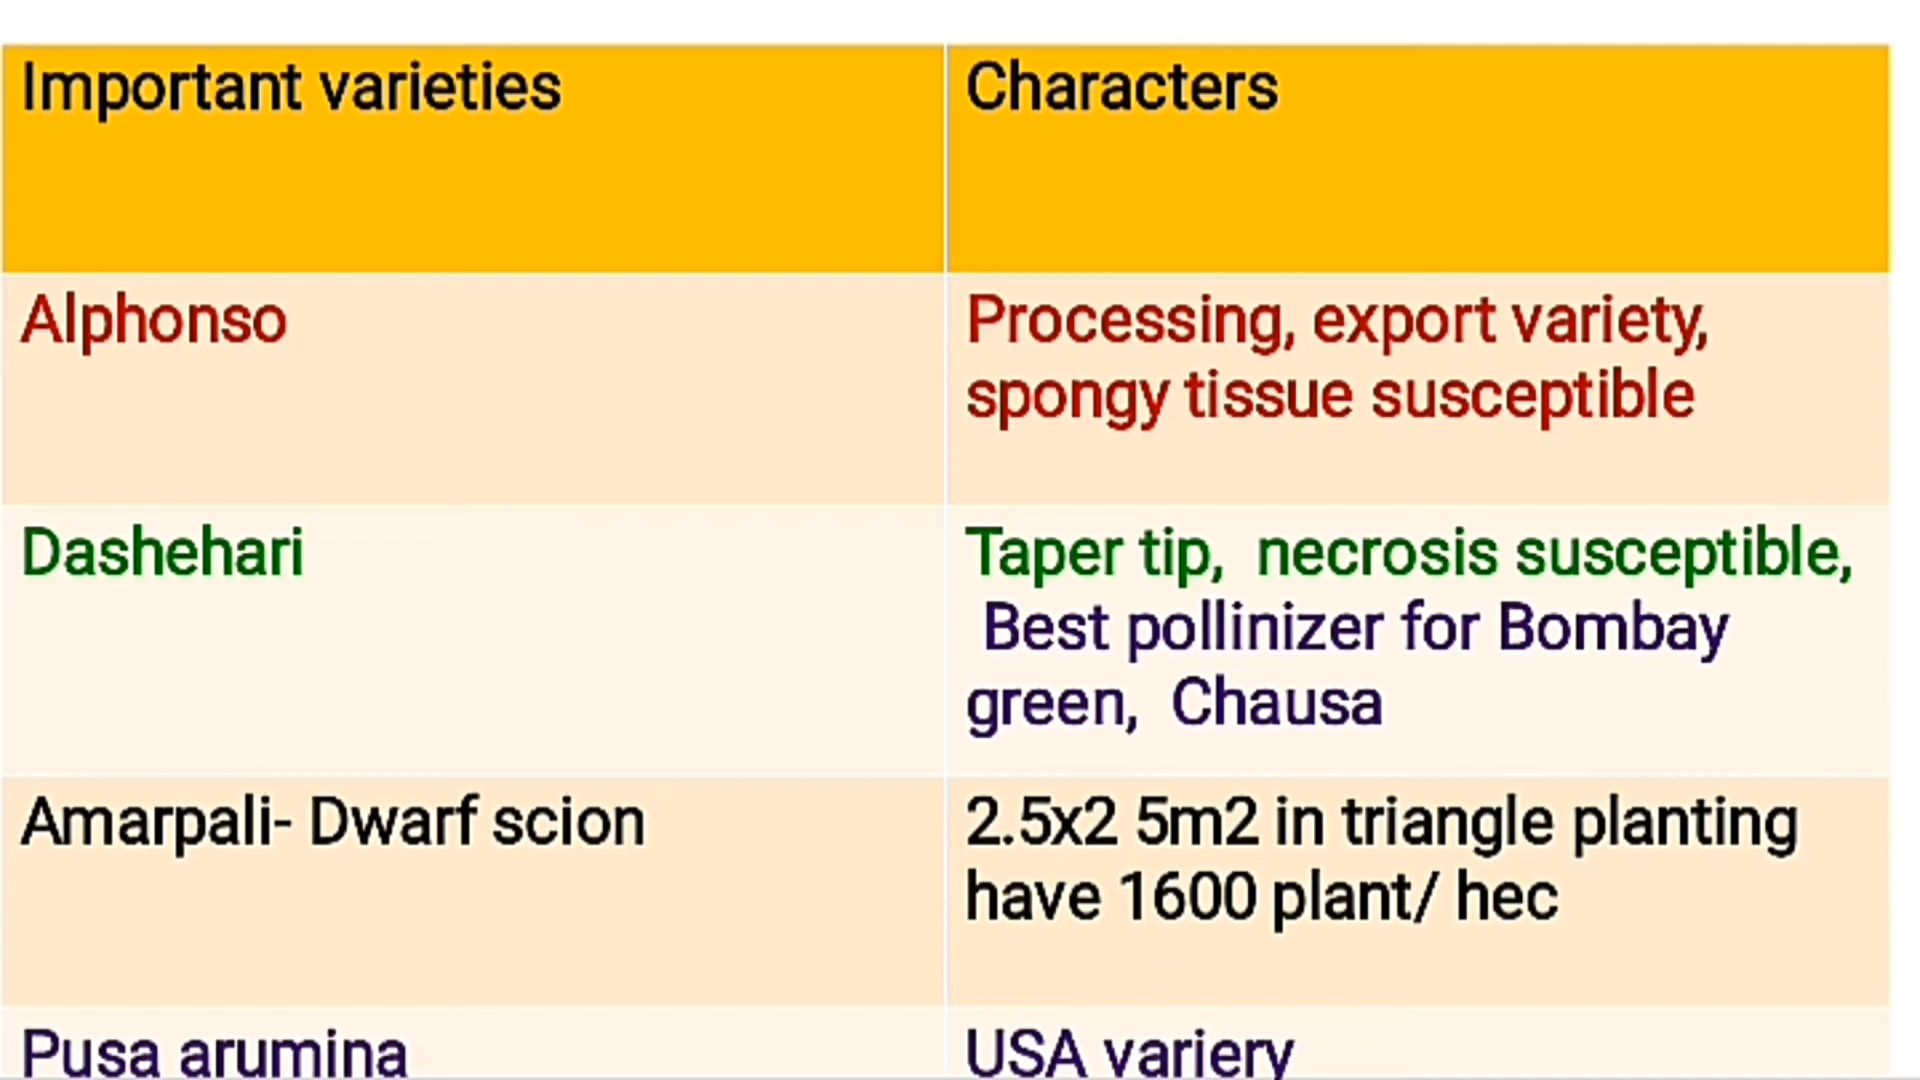 Important varieties
Characters
Alphonso
Processing, export variety,
spongy tissue susceptible
Dashehari
Taper tip,  necrosis susceptible,
Best pollinizer for Bombay
green,  Chausa
Amarpali- Dwarf scion
2.5x2 5m2 in triangle planting
have 1600 plant/ hec
Pusa arumina
USA variery